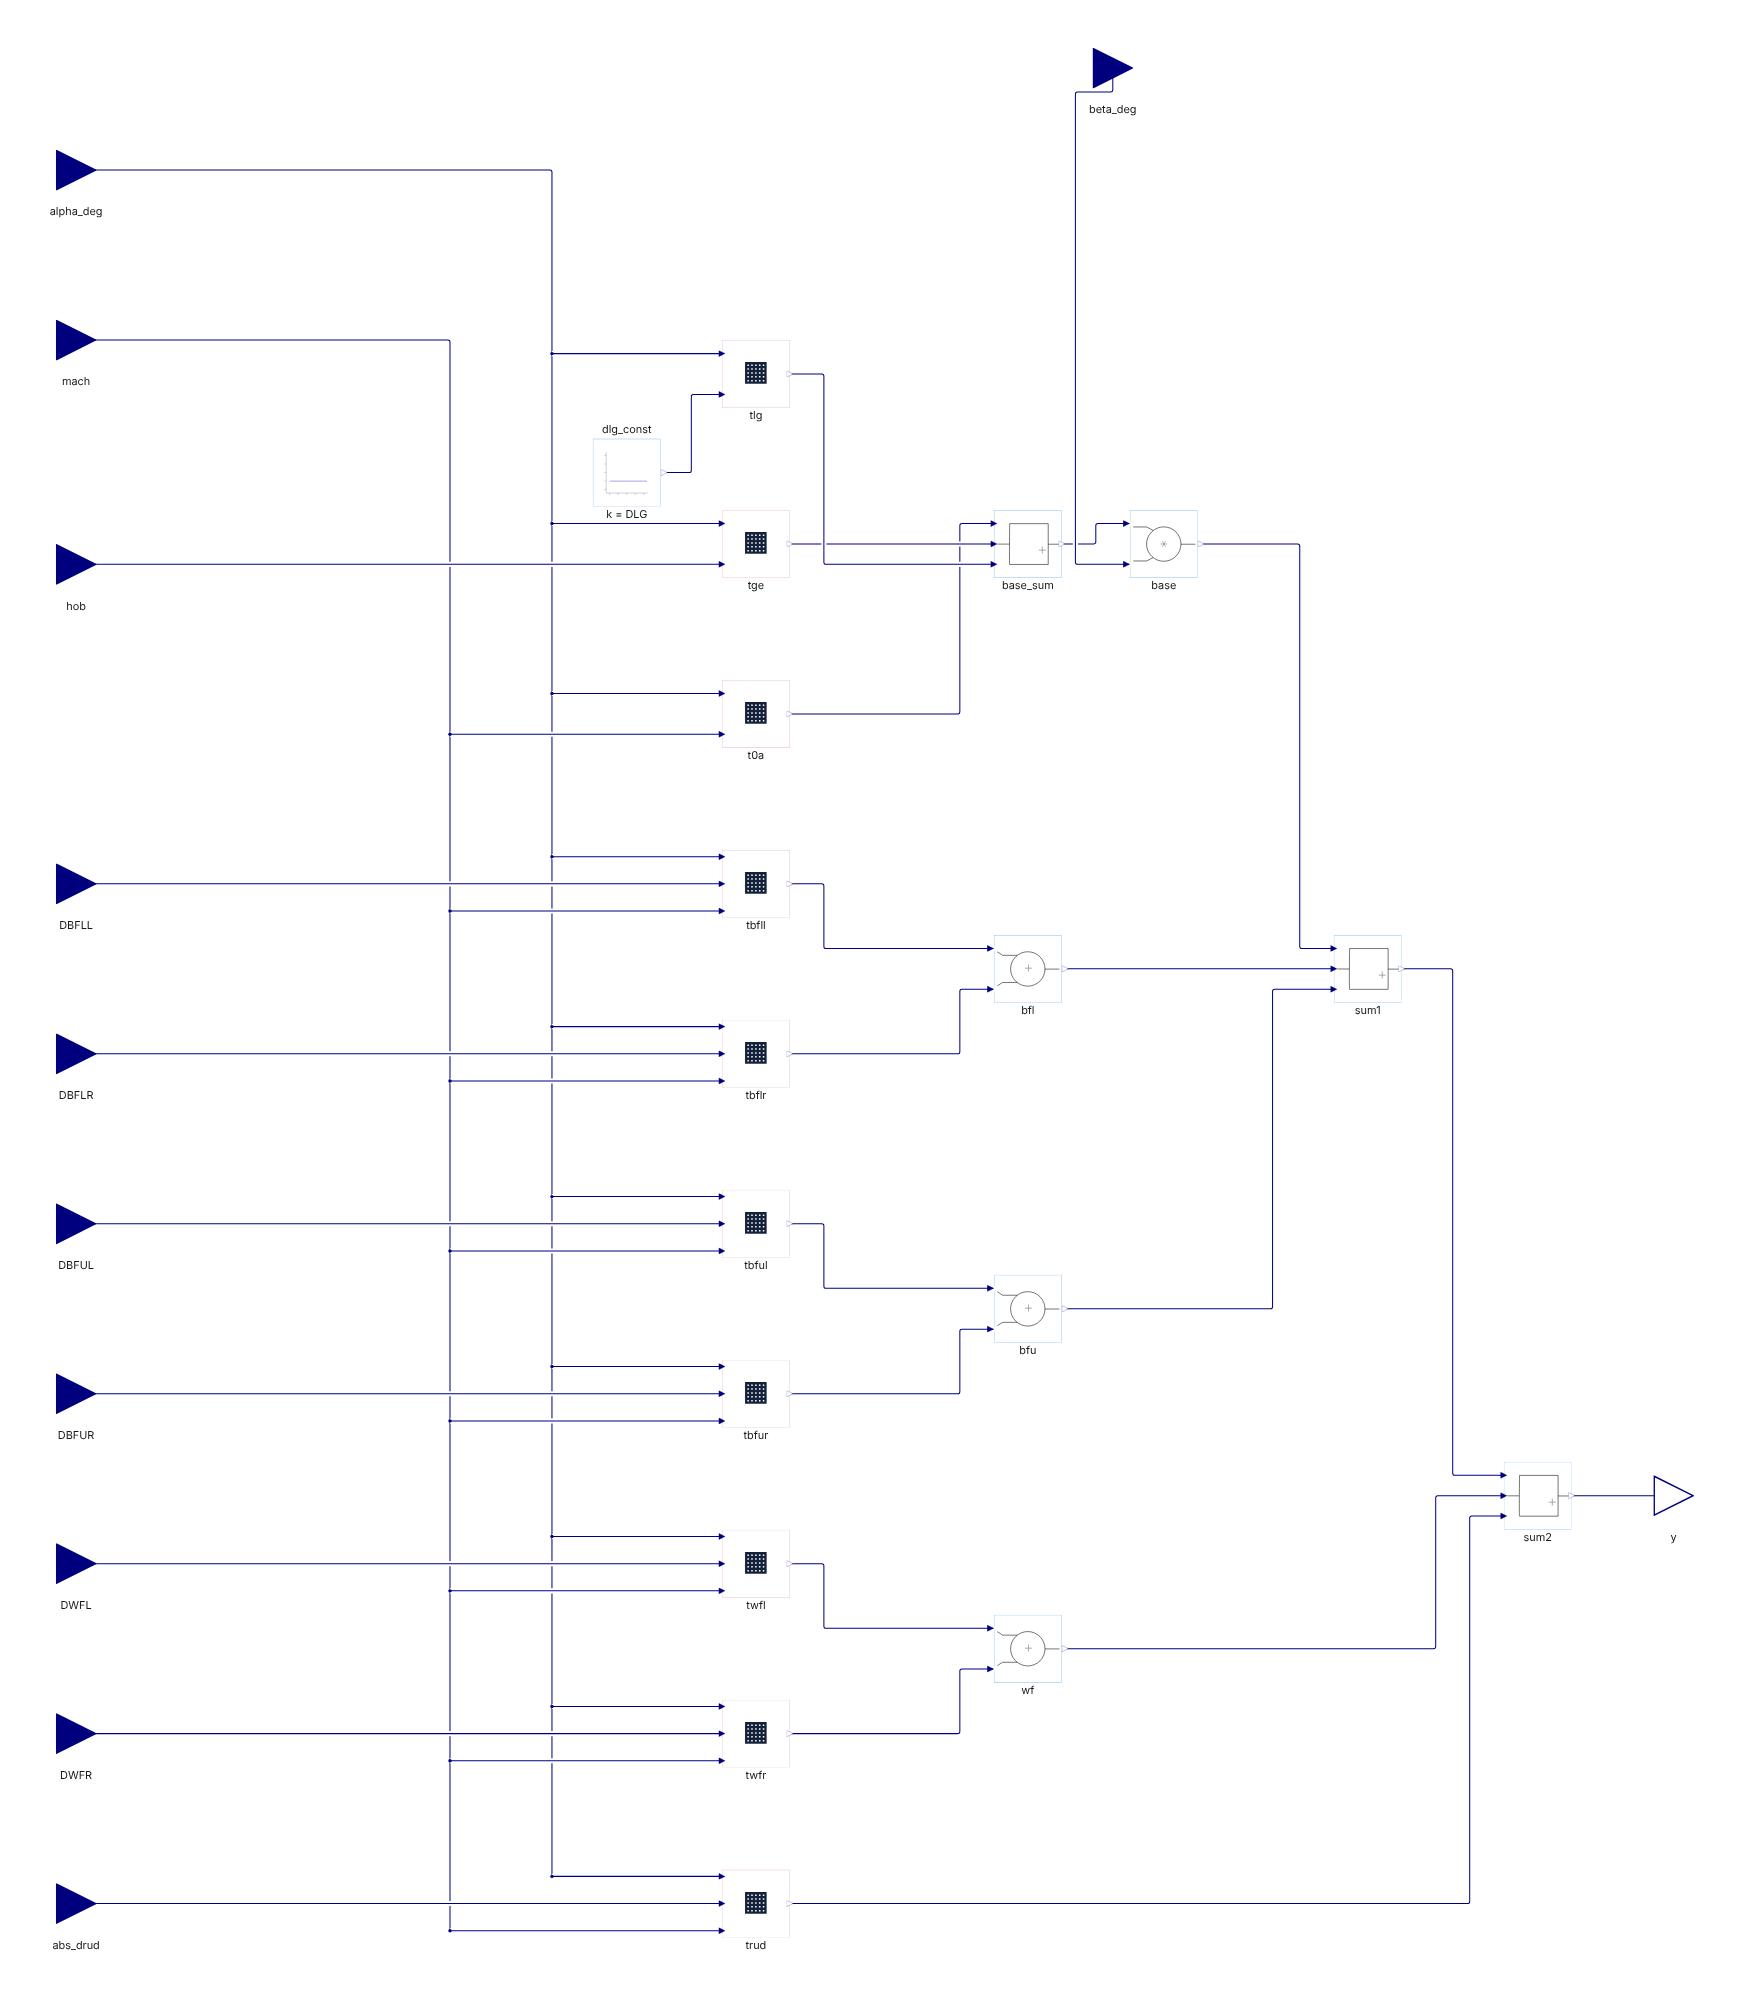 beta_deg
alpha_deg
mach
tlg
dlg_const
k = DLG
tge
base_sum
base
hob
t0a
DBFLL
tbfll
bfl
sum1
DBFLR
tbflr
DBFUL
tbful
bfu
DBFUR
tbfur
sum2
y
DWFL
twfl
wf
DWFR
twfr
abs_drud
trud